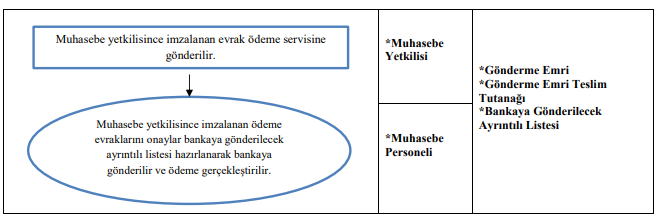 Muhasebe yetkilisince imzalanan evrak ödeme servisine
gönderilir.
Muhasebe yetkilisince imzalanan ödeme
evraklarını onaylar bankaya gönderilecek
ayrıntılı listesi hazırlanarak bankaya
gönderilir ve ödeme gerçekleştirilir.
*Muhasebe
Yetkilisi
*Muhasebe
Personeli
*Gönderme Emri
*Gönderme Emri Teslim
Tutanağı
*Bankaya Gönderilecek
Ayrıntılı Listesi